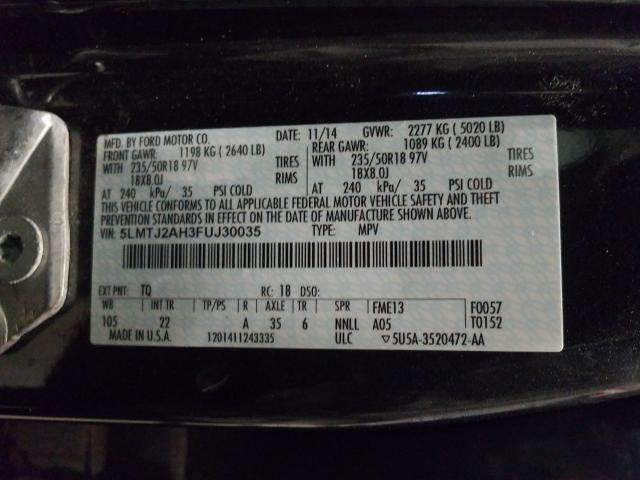 MFD. BY FORD MOTOR CO. DATE: 11/14 GVWR: 2277 KG ( 5020 LB)
FRONT GAWR: 1198 KG ( 2640 LB) REAR GAWR: 1089 KG ( 2400 LB)
WITH 235/50R18 97V TIRES WITH 235/50R18 97V TIRES
18X8.0J RIMS 18X8.0J RIMS
AT 240 kPa/ 35 PSI COLD AT 240 kPa/ 35 PSI COLD
THIS VEHICLE CONFORMS TO ALL APPLICABLE FEDERAL MOTOR VEHICLE SAFETY AND THEFT
PREVENTION STANDARDS IN EFFECT ON THE DATE OF MANUFACTURE SHOWN ABOVE.
VIN: 5LMTJ2AH3FUJ30035 TYPE: MPV
EXT PNT: TQ RC: 18 DSO:
WB INT TR TP/PS R AXLE TR SPR FME13 F0057
105 22 A 35 6 NNLL A05 T0152
MADE IN U.S.A. 1201411243335 ULC ▽5U5A-3520472-AA